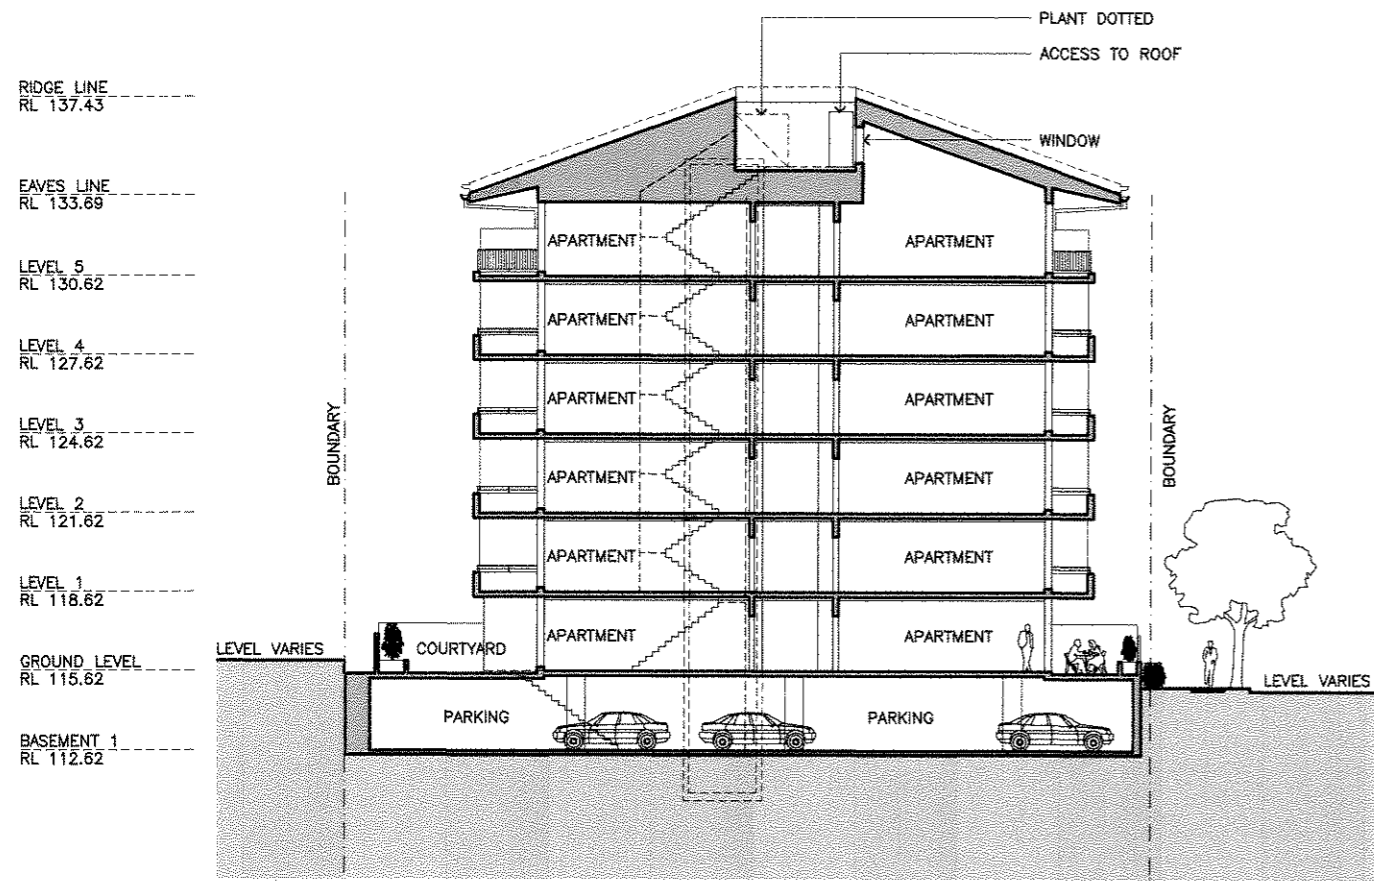 PLANT DOTTED
ACCESS TO ROOF
RIDGE LINE
RL 137.43
WINDOW
EAVES LINE
RL 133.69
APARTMENT
APARTMENT
LEVEL 5
RL 130.62
APARTMENT
APARTMENT
LEVEL 4
RL 127.62
APARTMENT
APARTMENT
LEVEL 3
RL 124.62
BOUNDARY
BOUNDARY
APARTMENT
APARTMENT
LEVEL 2
RL 121.62
APARTMENT
APARTMENT
LEVEL 1
RL 118.62
APARTMENT
APARTMENT
LEVEL VARIES
COURTYARD
GROUND LEVEL
RL 115.62
LEVEL VARIES
PARKING
PARKING
BASEMENT 1
RL 112.62